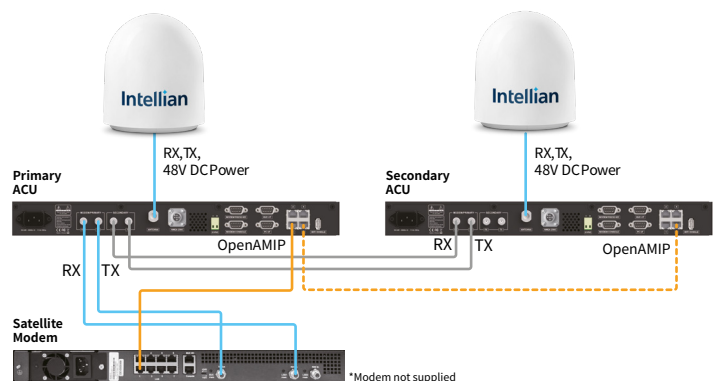 Intellian
Intellian
RX,TX,
48V DC Power
RX,TX,
48V DC Power
Primary
ACU
Secondary
ACU
OpenAMIP
RX
TX
OpenAMIP
RX
TX
Satellite
Modem
*Modem not supplied